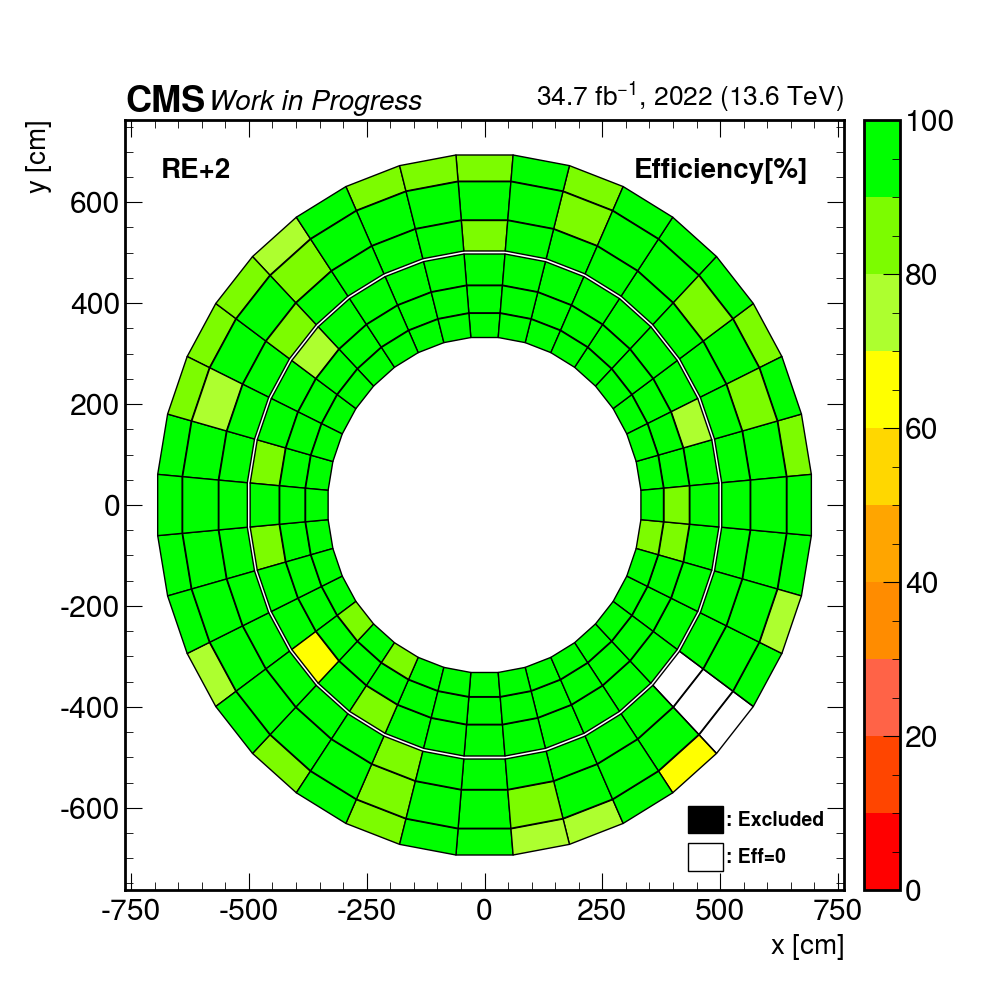 CMS Work in Progress 34.7 fb⁻¹, 2022 (13.6 TeV)
y [cm]
RE+2 Efficiency[%]
600
400
200
0
-200
-400
-600
: Excluded
: Eff=0
-750 -500 -250 0 250 500 750
x [cm]
100
80
60
40
20
0